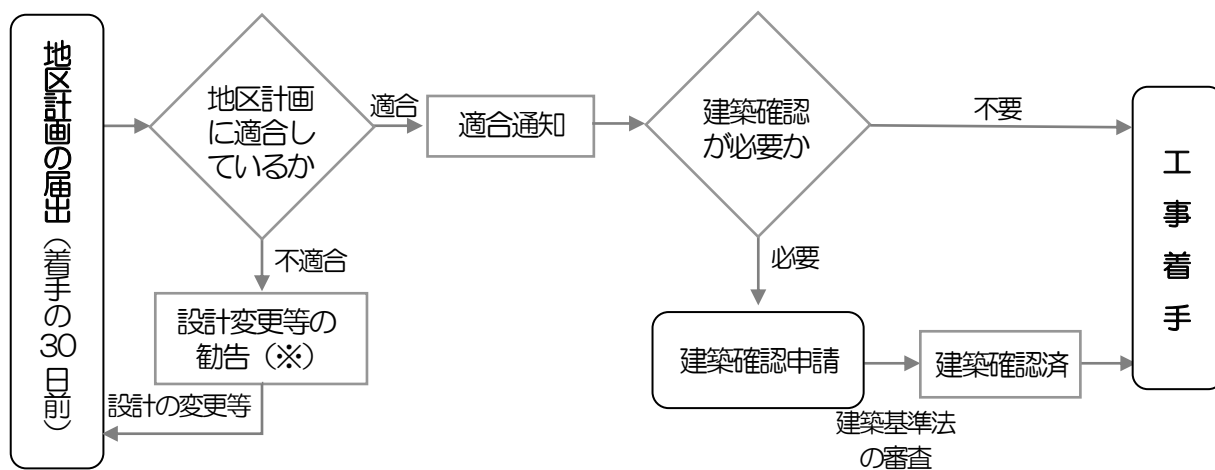 地区計画の届出（着手の30日前）
地区計画
に適合し
ているか
適合
適合通知
建築確認
が必要か
不要
工事着手
不適合
必要
設計変更等の
勧告（※）
設計の変更等
建築確認申請
建築確認済
建築基準法
の審査